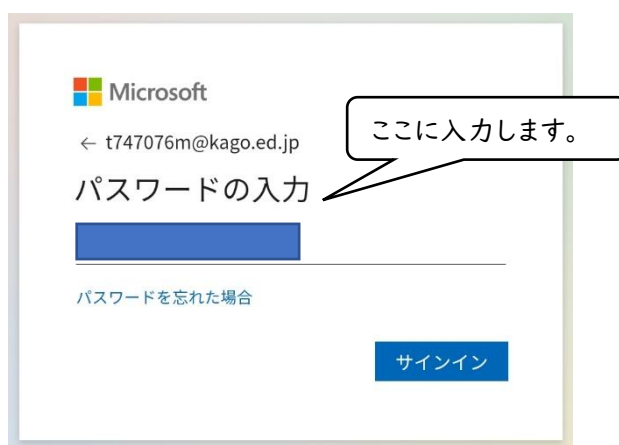 Microsoft
← t747076m@kago.ed.jp
ここに入力します。
パスワードの入力
パスワードを忘れた場合
サインイン